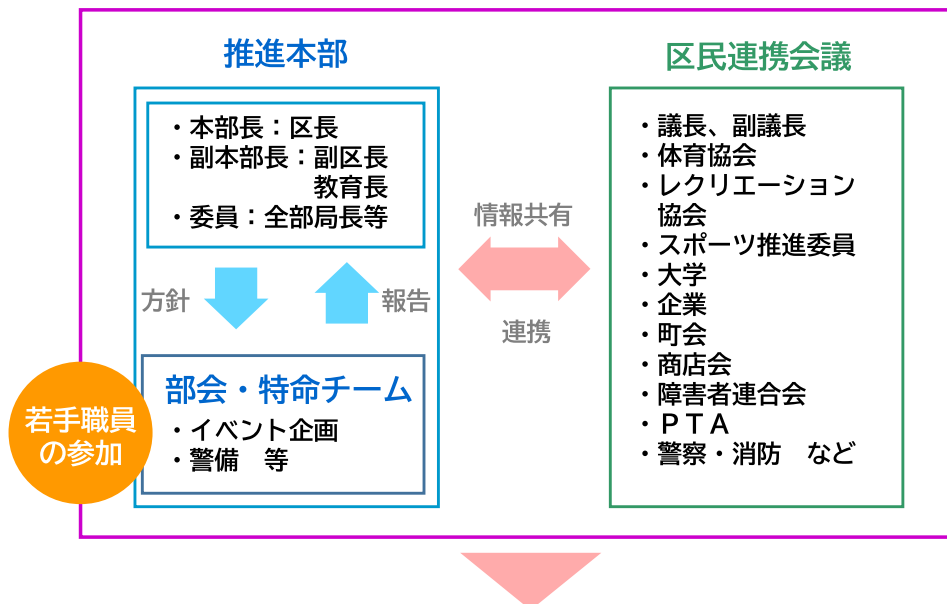 推進本部
・本部長：区長
・副本部長：副区長
教育長
・委員：全部局長等
方針
報告
部会・特命チーム
・イベント企画
・警備　等
若手職員
の参加
情報共有
連携
区民連携会議
・議長、副議長
・体育協会
・レクリエーション
協会
・スポーツ推進委員
・大学
・企業
・町会
・商店会
・障害者連合会
・ＰＴＡ
・警察・消防　など